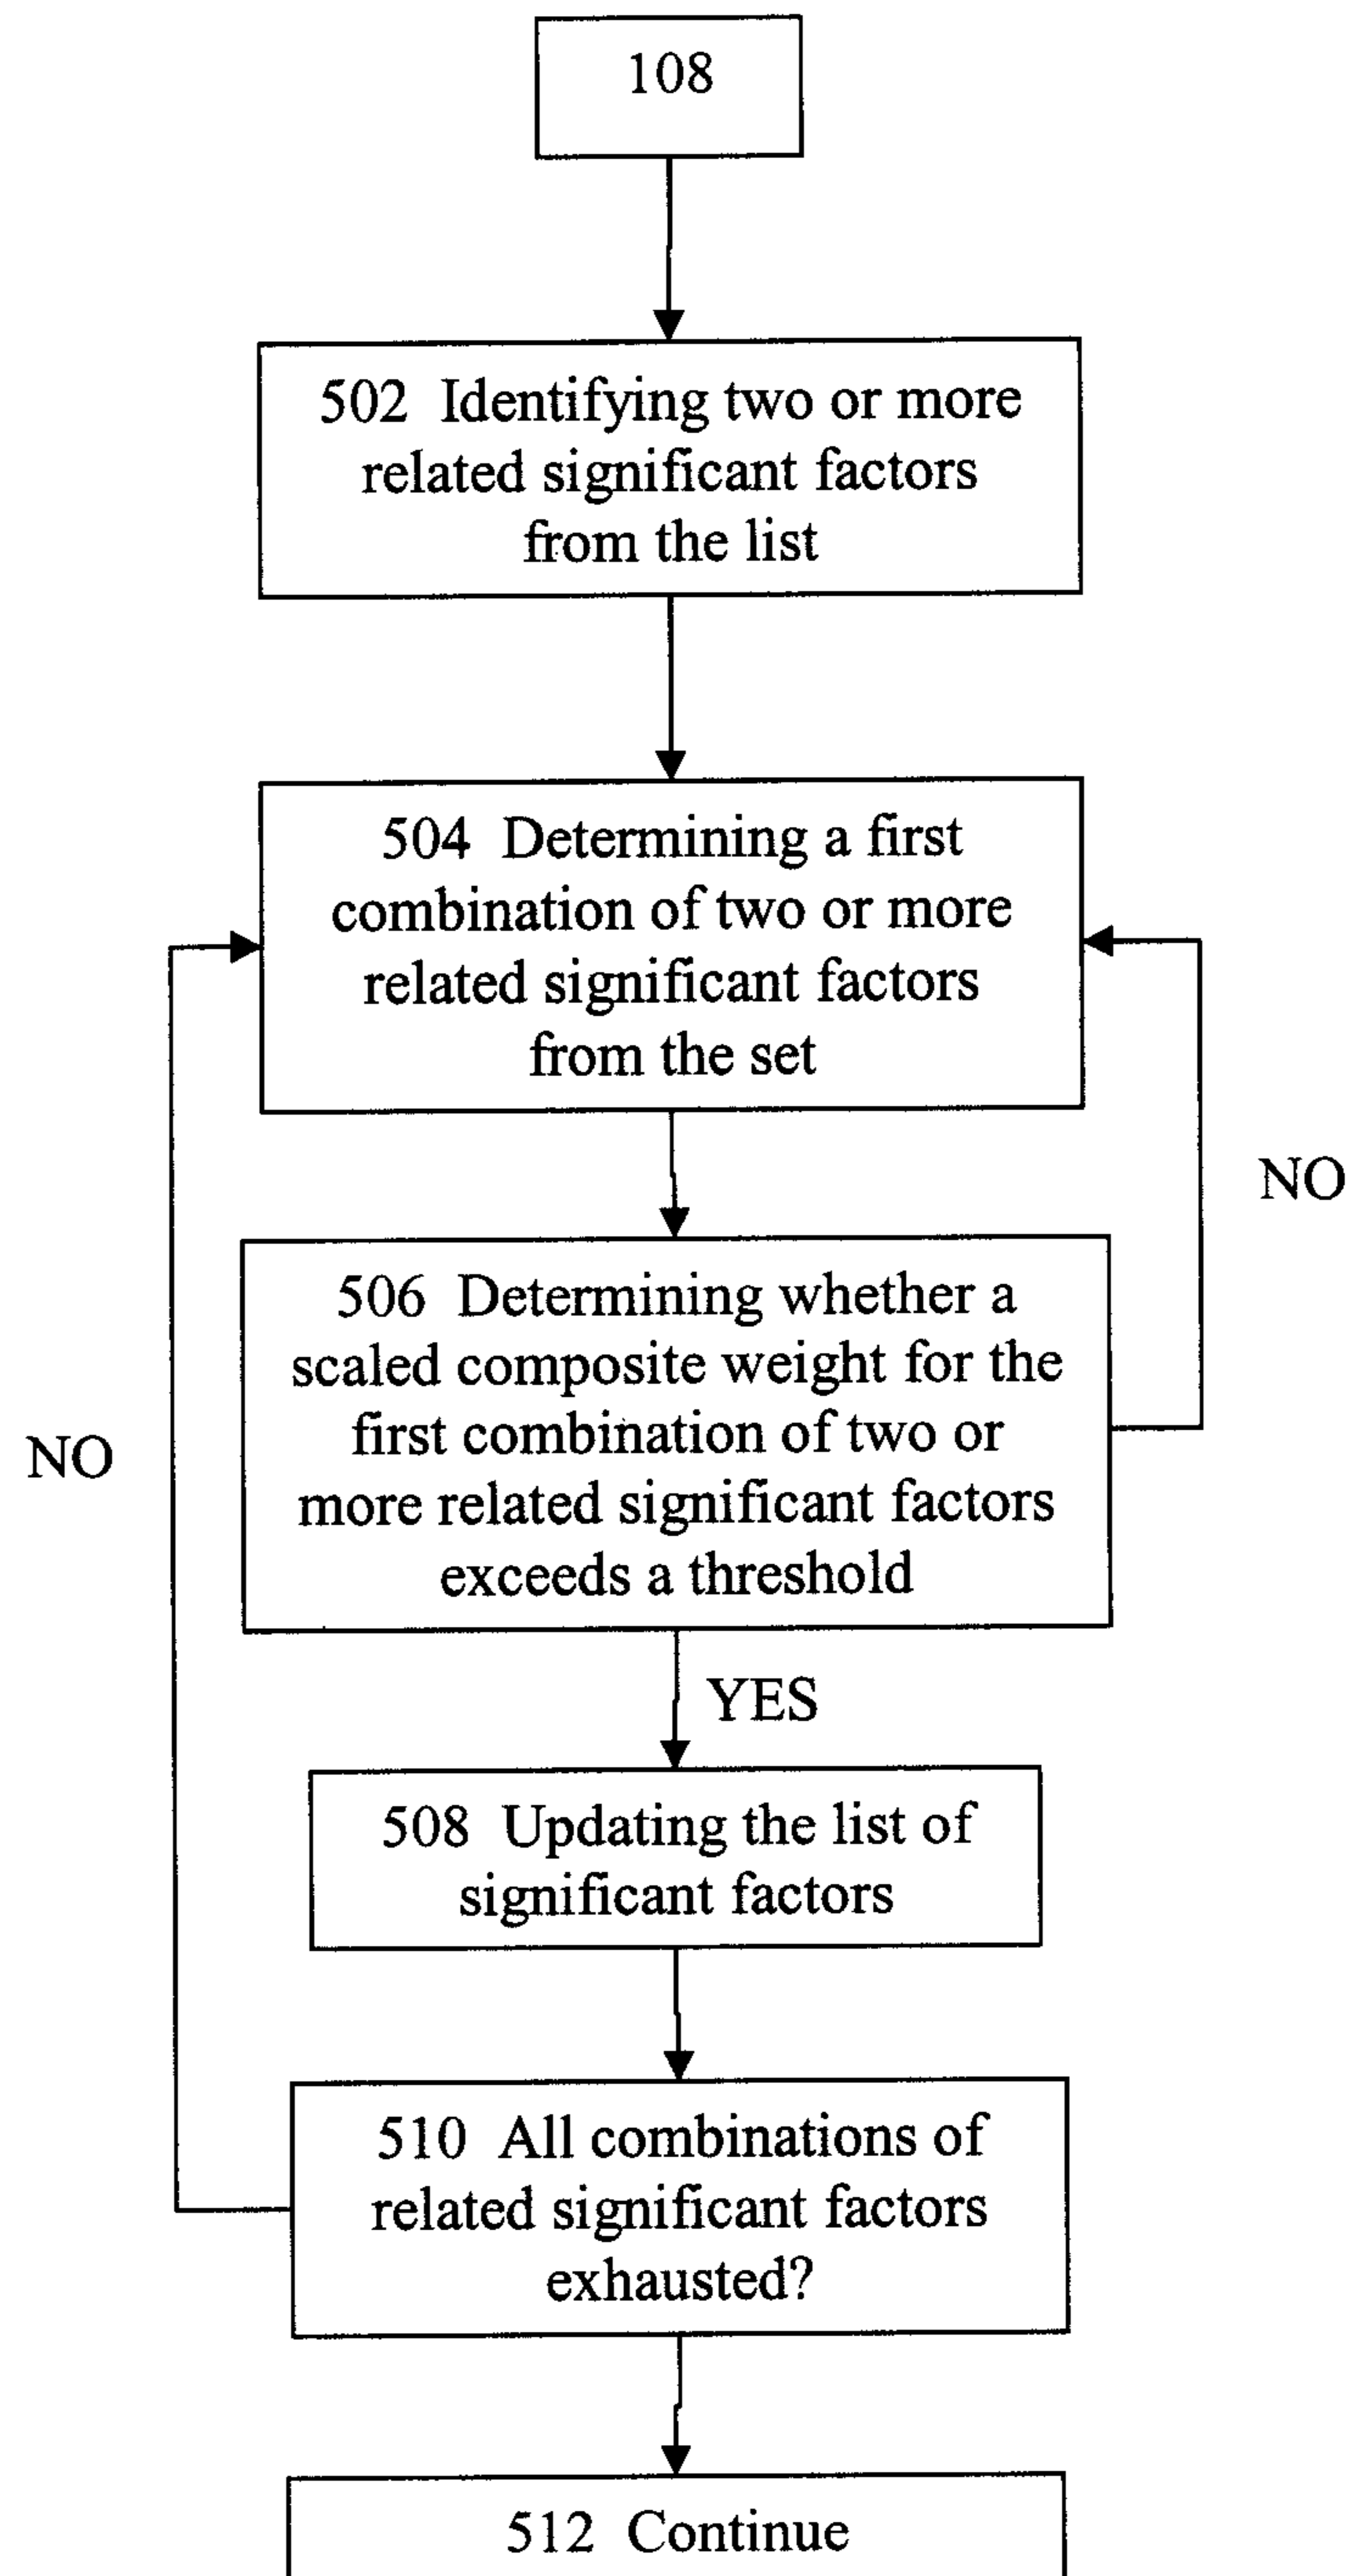 108
502 Identifying two or more
related significant factors
from the list
504 Determining a first
combination of two or more
related significant factors
from the set
NO
506 Determining whether a
scaled composite weight for the
first combination of two or
more related significant factors
exceeds a threshold
NO
YES
508 Updating the list of
significant factors
510 All combinations of
related significant factors
exhausted?
512 Continue